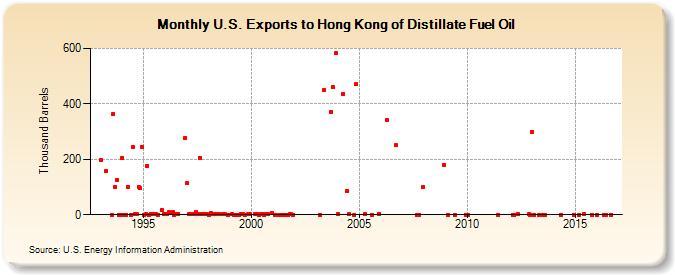 Monthly U.S. Exports to Hong Kong of Distillate Fuel Oil
Thousand Barrels
600
400
200
0
1995 2000 2005 2010 2015
Source: U.S. Energy Information Administration